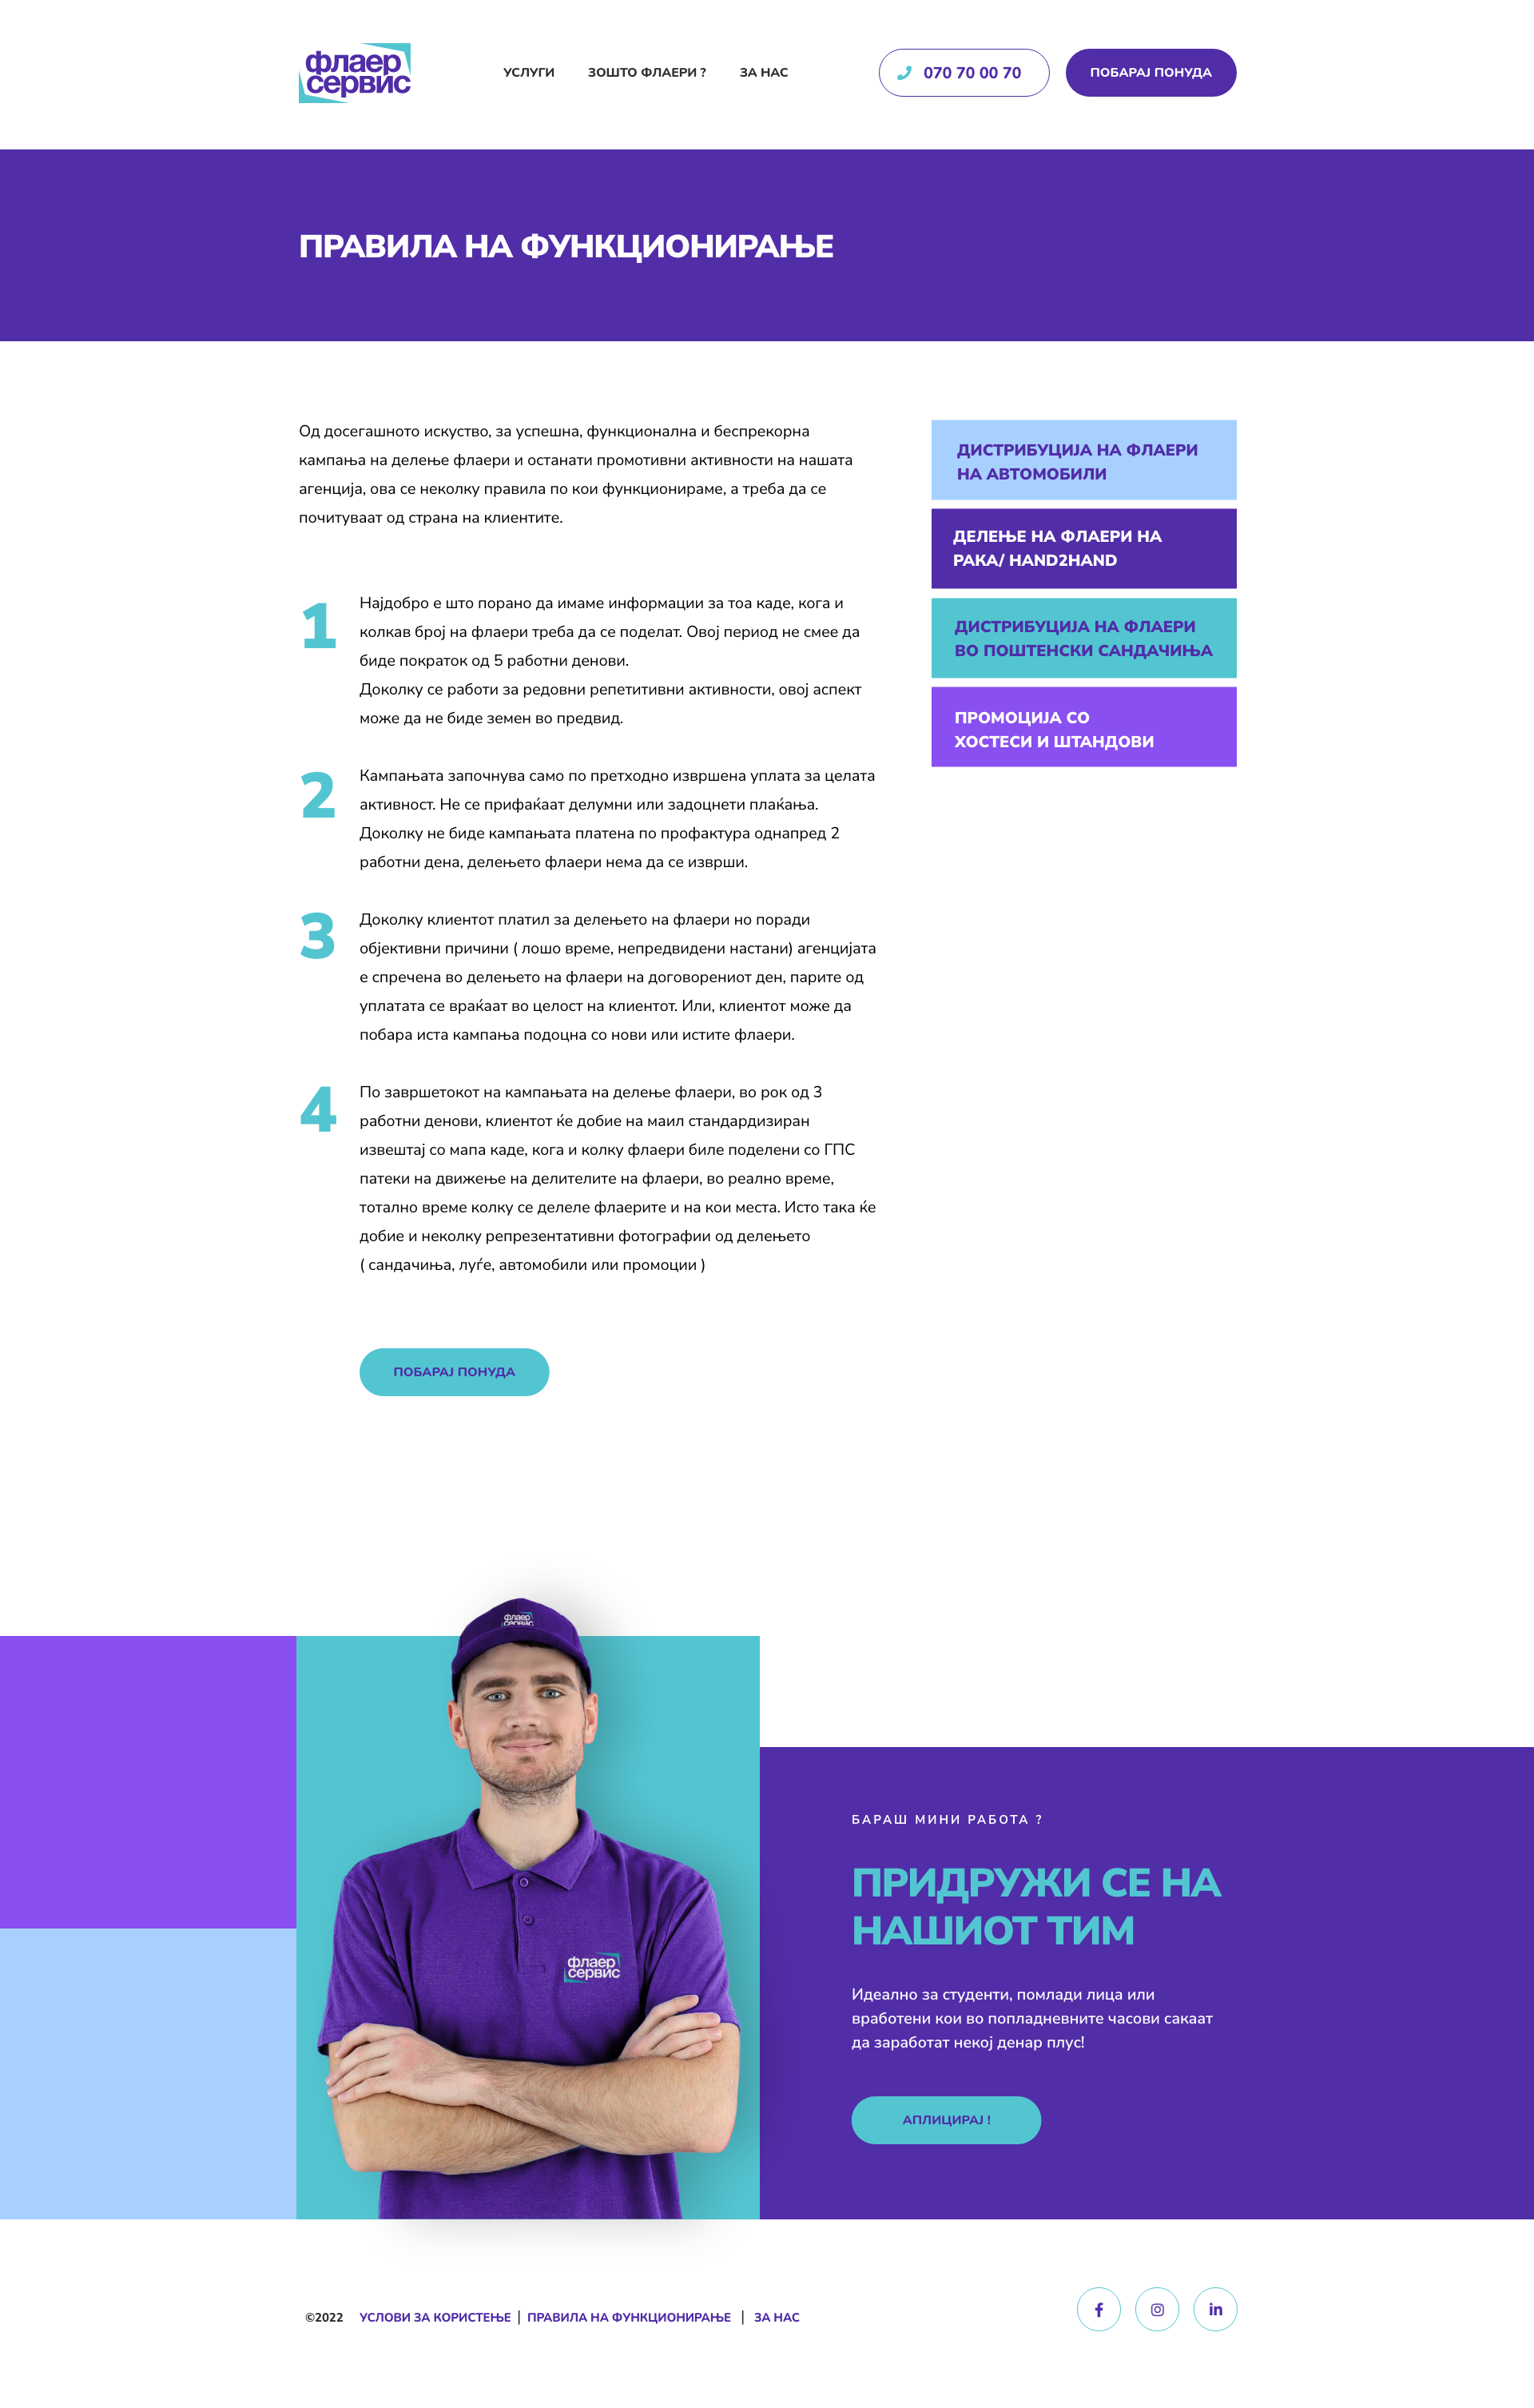 флаер
сервис
УСЛУГИ
ЗОШТО ФЛАЕРИ ?
ЗА НАС
070 70 00 70
ПОБАРАЈ ПОНУДА
ПРАВИЛА НА ФУНКЦИОНИРАЊЕ
Од досегашното искуство, за успешна, функционална и беспрекорна
кампања на делење флаери и останати промотивни активности на нашата
агенција, ова се неколку правила по кои функционираме, а треба да се
почитуваат од страна на клиентите.
1
Најдобро е што порано да имаме информации за тоа каде, кога и
колкав број на флаери треба да се поделат. Овој период не смее да
биде пократок од 5 работни денови.
Доколку се работи за редовни репетитивни активности, овој аспект
може да не биде земен во предвид.
2
Кампањата започнува само по претходно извршена уплата за целата
активност. Не се прифаќаат делумни или задоцнети плаќања.
Доколку не биде кампањата платена по профактура однапред 2
работни дена, делењето флаери нема да се изврши.
3
Доколку клиентот платил за делењето на флаери но поради
објективни причини ( лошо време, непредвидени настани) агенцијата
е спречена во делењето на флаери на договорениот ден, парите од
уплатата се враќаат во целост на клиентот. Или, клиентот може да
побара иста кампања подоцна со нови или истите флаери.
4
По завршетокот на кампањата на делење флаери, во рок од 3
работни денови, клиентот ќе добие на маил стандардизиран
извештај со мапа каде, кога и колку флаери биле поделени со ГПС
патеки на движење на делителите на флаери, во реално време,
тотално време колку се делеле флаерите и на кои места. Исто така ќе
добие и неколку репрезентативни фотографии од делењето
( сандачиња, луѓе, автомобили или промоции )
ПОБАРАЈ ПОНУДА
ДИСТРИБУЦИЈА НА ФЛАЕРИ
НА АВТОМОБИЛИ
ДЕЛЕЊЕ НА ФЛАЕРИ НА
РАКА/ HAND2HAND
ДИСТРИБУЦИЈА НА ФЛАЕРИ
ВО ПОШТЕНСКИ САНДАЧИЊА
ПРОМОЦИЈА СО
ХОСТЕСИ И ШТАНДОВИ
флаер
сервис
флаер
сервис
БАРАШ МИНИ РАБОТА ?
ПРИДРУЖИ СЕ НА
НАШИОТ ТИМ
Идеално за студенти, помлади лица или
вработени кои во попладневните часови сакаат
да заработат некој денар плус!
АПЛИЦИРАЈ !
©2022 УСЛОВИ ЗА КОРИСТЕЊЕ | ПРАВИЛА НА ФУНКЦИОНИРАЊЕ | ЗА НАС